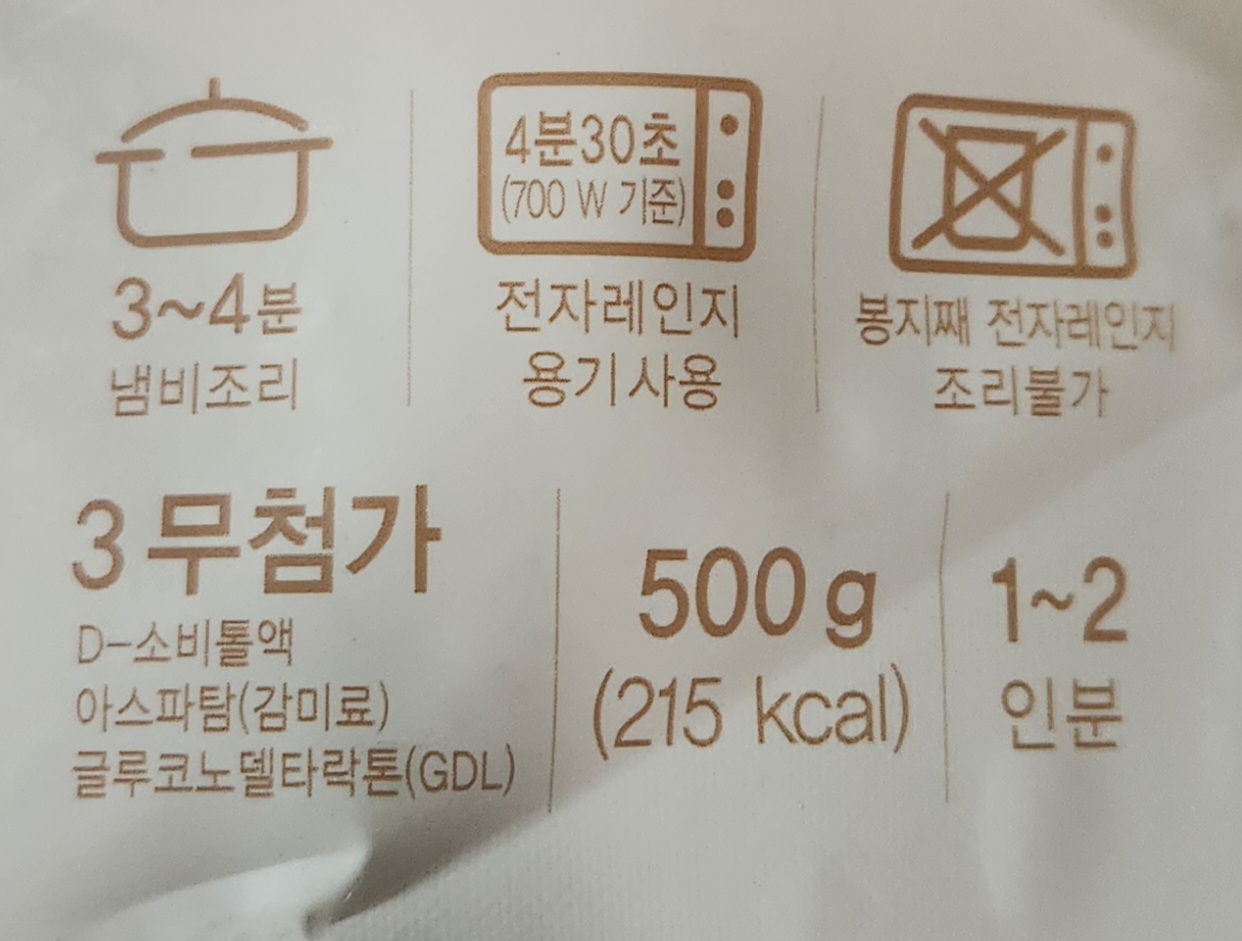 3~4분
냄비조리
4분30초
(700 W 기준)
전자레인지
용기사용
봉지째 전자레인지
조리불가
3무첨가
D-소비톨액
아스파탐(감미료)
글루코노델타락톤(GDL)
500 g
(215 kcal)
1~2
인분